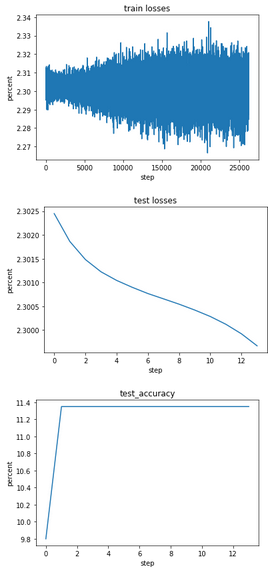 train losses
2.34
2.33
2.32
2.31
2.30
2.29
2.28
2.27
percent
0 5000 10000 15000 20000 25000
step
test losses
2.3025
2.3020
2.3015
2.3010
2.3005
2.3000
percent
0 2 4 6 8 10 12
step
test_accuracy
11.4
11.2
11.0
10.8
10.6
10.4
10.2
10.0
9.8
percent
0 2 4 6 8 10 12
step